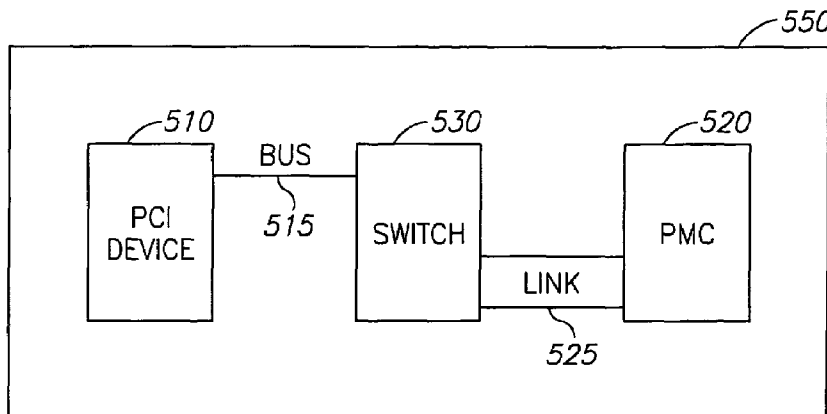 550
510
530
520
BUS
515
PCI
DEVICE
SWITCH
PMC
LINK
525